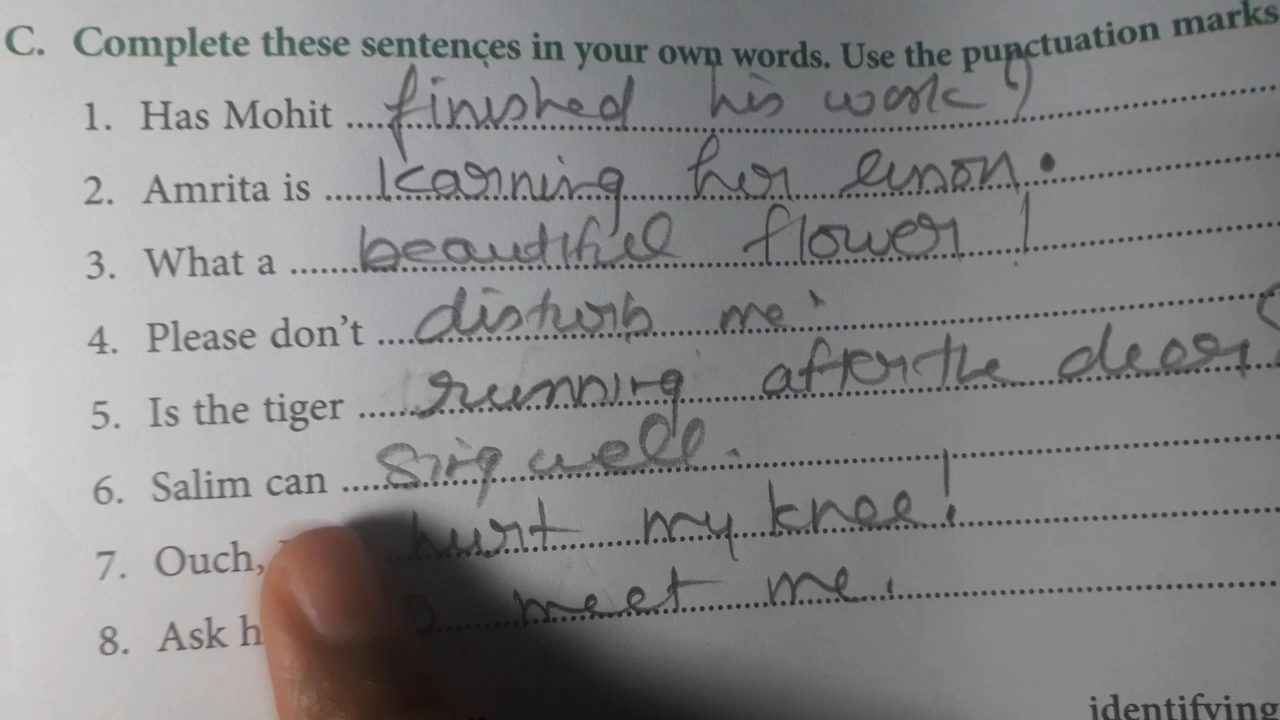 C. Complete these sentences in your own words. Use the punctuation marks
1. Has Mohit ....finished his work?
2. Amrita is ....learning her lesson.
3. What a ....beautiful flower!
4. Please don't ....disturb me.
5. Is the tiger ....running after the deer?
6. Salim can ....sing well.
7. Ouch, hurt my knee!
8. Ask h meet me.
identifying